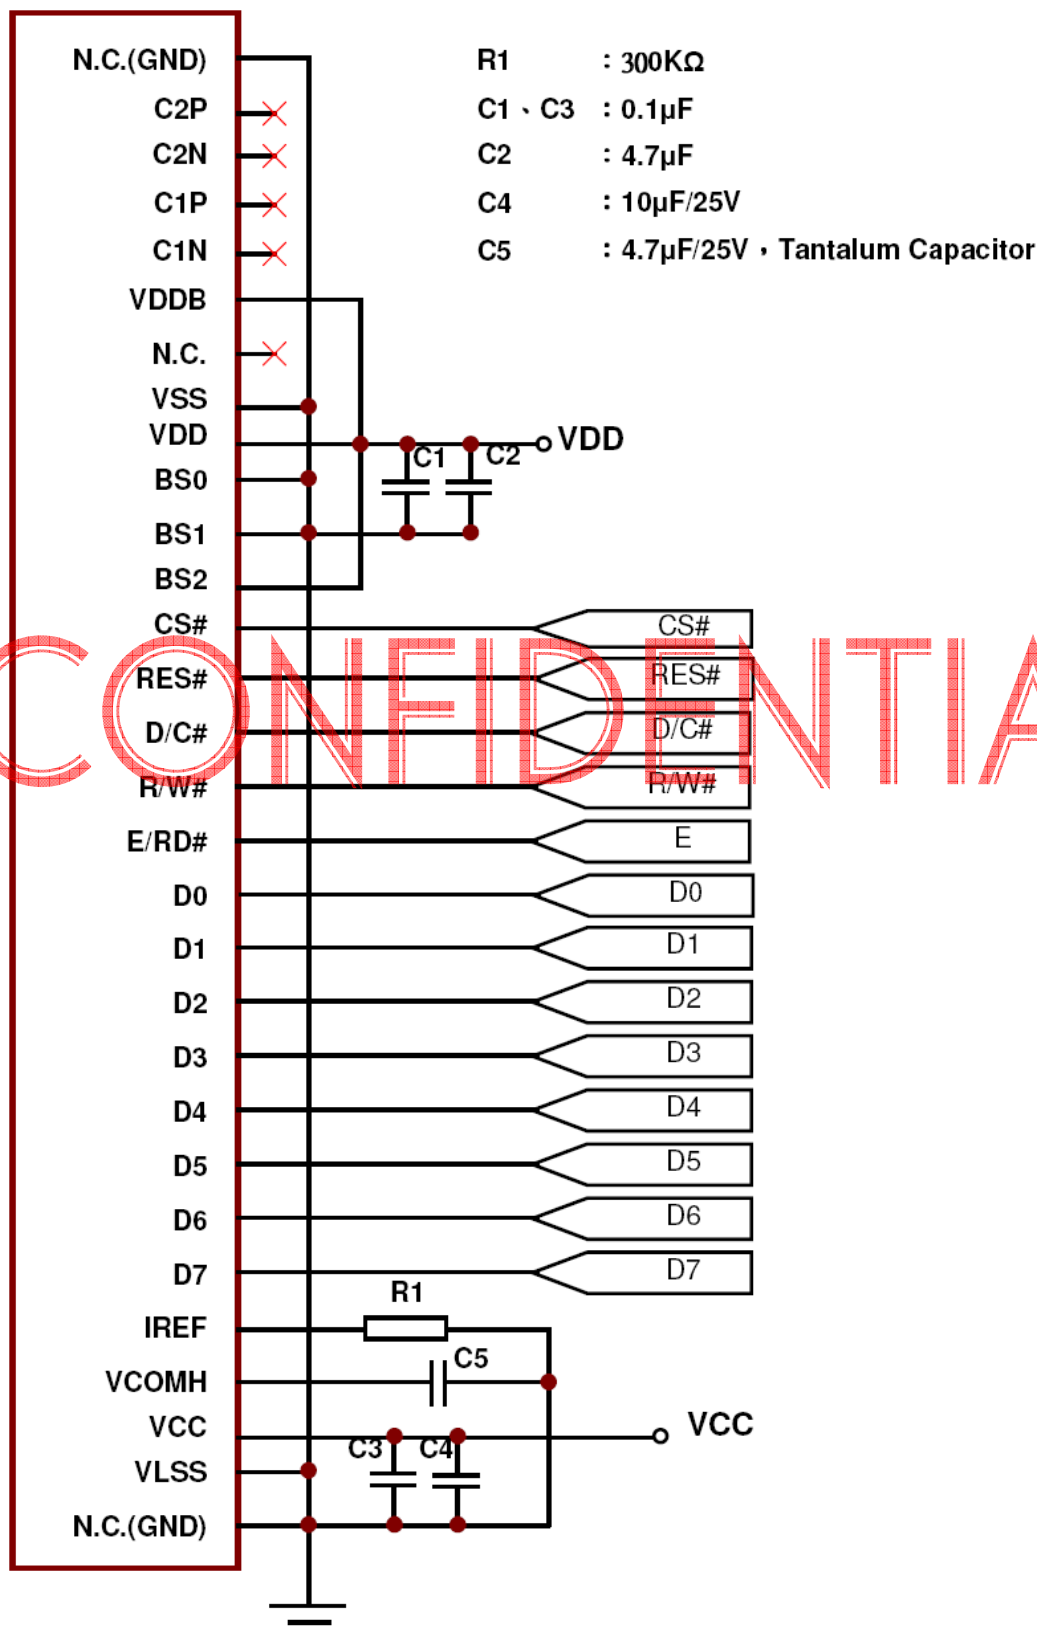 N.C.(GND)
R1 : 300KΩ
C2P
C1、C3 : 0.1µF
C2N
C2 : 4.7µF
C1P
C4 : 10µF/25V
C1N
C5 : 4.7µF/25V，Tantalum Capacitor
VDDB
N.C.
VSS
VDD
VDD
C1
C2
BS0
BS1
BS2
CS#
CS#
RES#
RES#
D/C#
D/C#
CONFIDENTIA
R/W#
R/W#
E/RD#
E
D0
D0
D1
D1
D2
D2
D3
D3
D4
D4
D5
D5
D6
D6
D7
D7
R1
IREF
C5
VCOMH
VCC
VCC
C3
C4
VLSS
N.C.(GND)